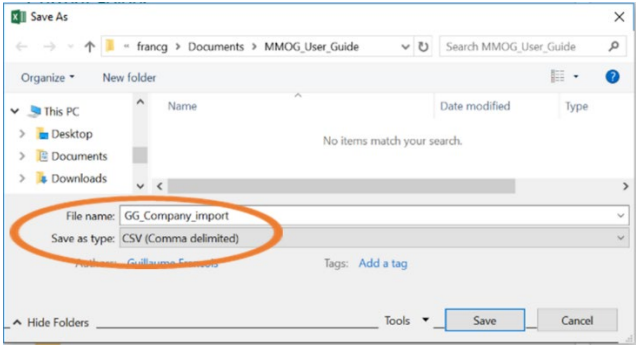 Save As
« francg > Documents > MMOG_User_Guide
Search MMOG_User_Guide
Organize
New folder
Name
Date modified
Type
This PC
Desktop
Documents
Downloads
No items match your search.
File name: GG_Company_import
Save as type: CSV (Comma delimited)
Authors: Guillaume Francois
Tags: Add a tag
Hide Folders
Tools
Save
Cancel